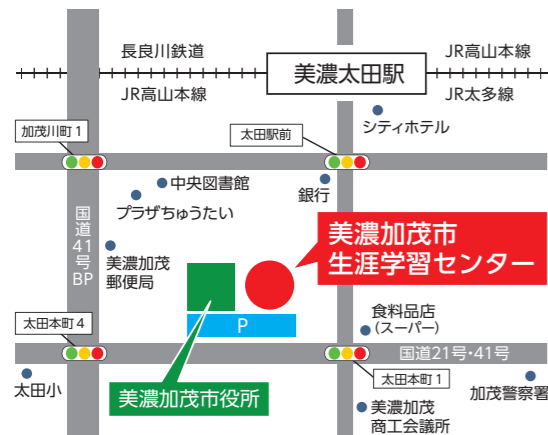 長良川鉄道
JR高山本線
美濃太田駅
JR高山本線
JR太多線
シティホテル
加茂川町1
太田駅前
中央図書館
プラザちゅうたい
銀行
国道41号BP
美濃加茂
郵便局
美濃加茂市
生涯学習センター
P
食料品店
(スーパー)
太田本町4
国道21号・41号
太田小
美濃加茂市役所
太田本町1
加茂警察署
美濃加茂
商工会議所